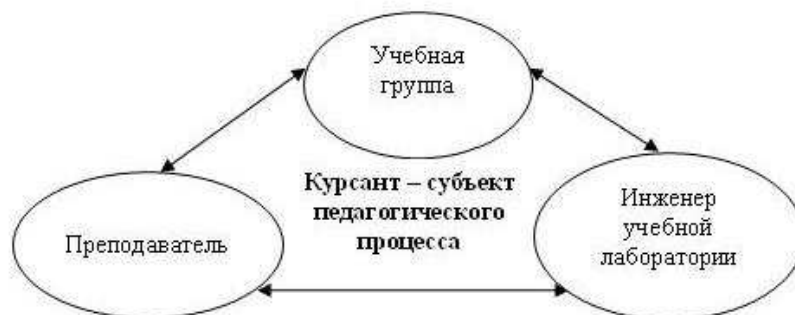 Учебная
группа
Курсант – субъект
педагогического
процесса
Преподаватель
Инженер
учебной
лаборатории